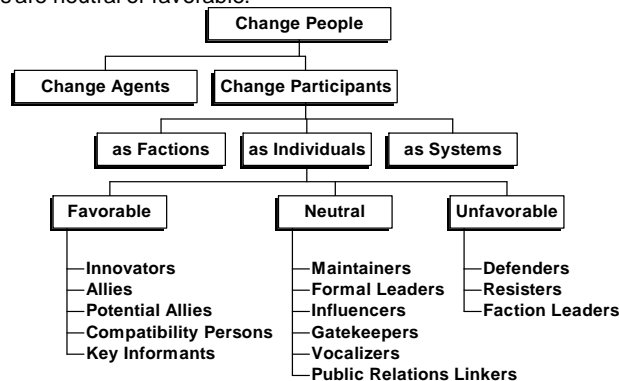 are neutral or favorable.
Change People
Change Agents
Change Participants
as Factions
as Individuals
as Systems
Favorable
Neutral
Unfavorable
Innovators
Allies
Potential Allies
Compatibility Persons
Key Informants
Maintainers
Formal Leaders
Influencers
Gatekeepers
Vocalizers
Public Relations Linkers
Defenders
Resisters
Faction Leaders